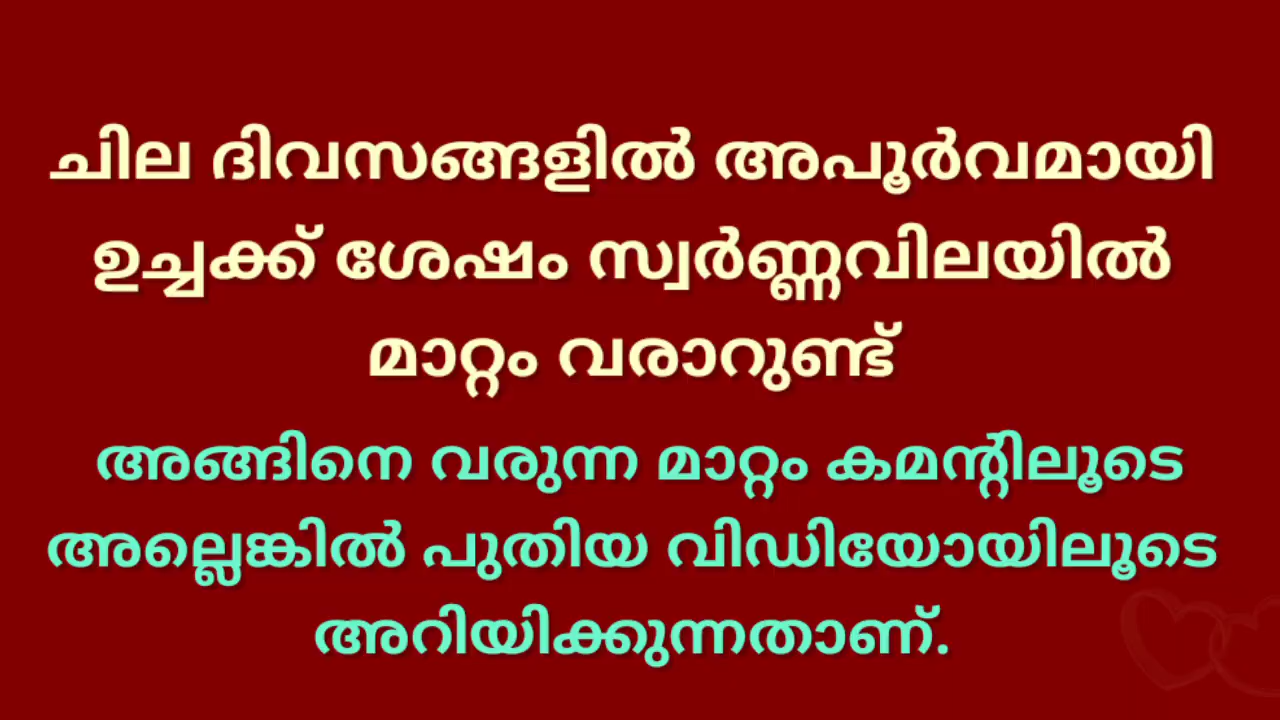 ചില ദിവസങ്ങളിൽ അപൂർവമായി
ഉച്ചക്ക് ശേഷം സ്വർണ്ണവിലയിൽ
മാറ്റം വരാറുണ്ട്
അങ്ങിനെ വരുന്ന മാറ്റം കമന്റിലൂടെ
അല്ലെങ്കിൽ പുതിയ വിഡിയോയിലൂടെ
അറിയിക്കുന്നതാണ്.